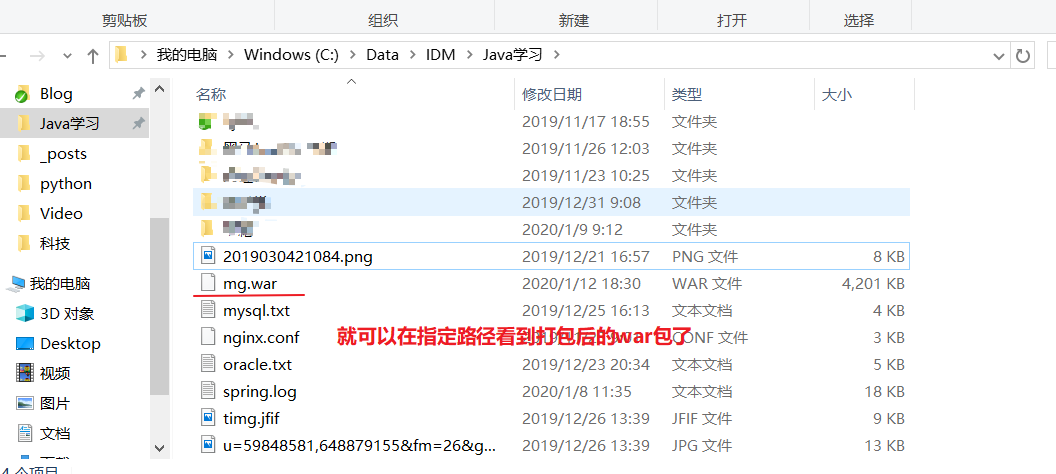 剪贴板 组织 新建 打开 选择
我的电脑 Windows (C:) Data IDM Java学习
名称 修改日期 类型 大小
Blog
Java学习
_posts
python
Video
科技
我的电脑
3D 对象
Desktop
视频
图片
文档
2019/11/17 18:55 文件夹
2019/11/26 12:03 文件夹
2019/11/23 10:25 文件夹
2019/12/31 9:08 文件夹
2020/1/9 9:12 文件夹
2019030421084.png 2019/12/21 16:57 PNG 文件 8 KB
mg.war 2020/1/12 18:30 WAR 文件 4,201 KB
mysql.txt 2019/12/25 16:13 文本文档 4 KB
nginx.conf CONF 文件 3 KB
就可以在指定路径看到打包后的war包了
oracle.txt 2019/12/23 20:34 文本文档 5 KB
spring.log 2020/1/8 11:35 文本文档 18 KB
timg.jfif 2019/12/26 13:39 JFIF 文件 9 KB
u=59848581,648879155&fm=26&g... 2019/12/26 13:39 JPG 文件 13 KB